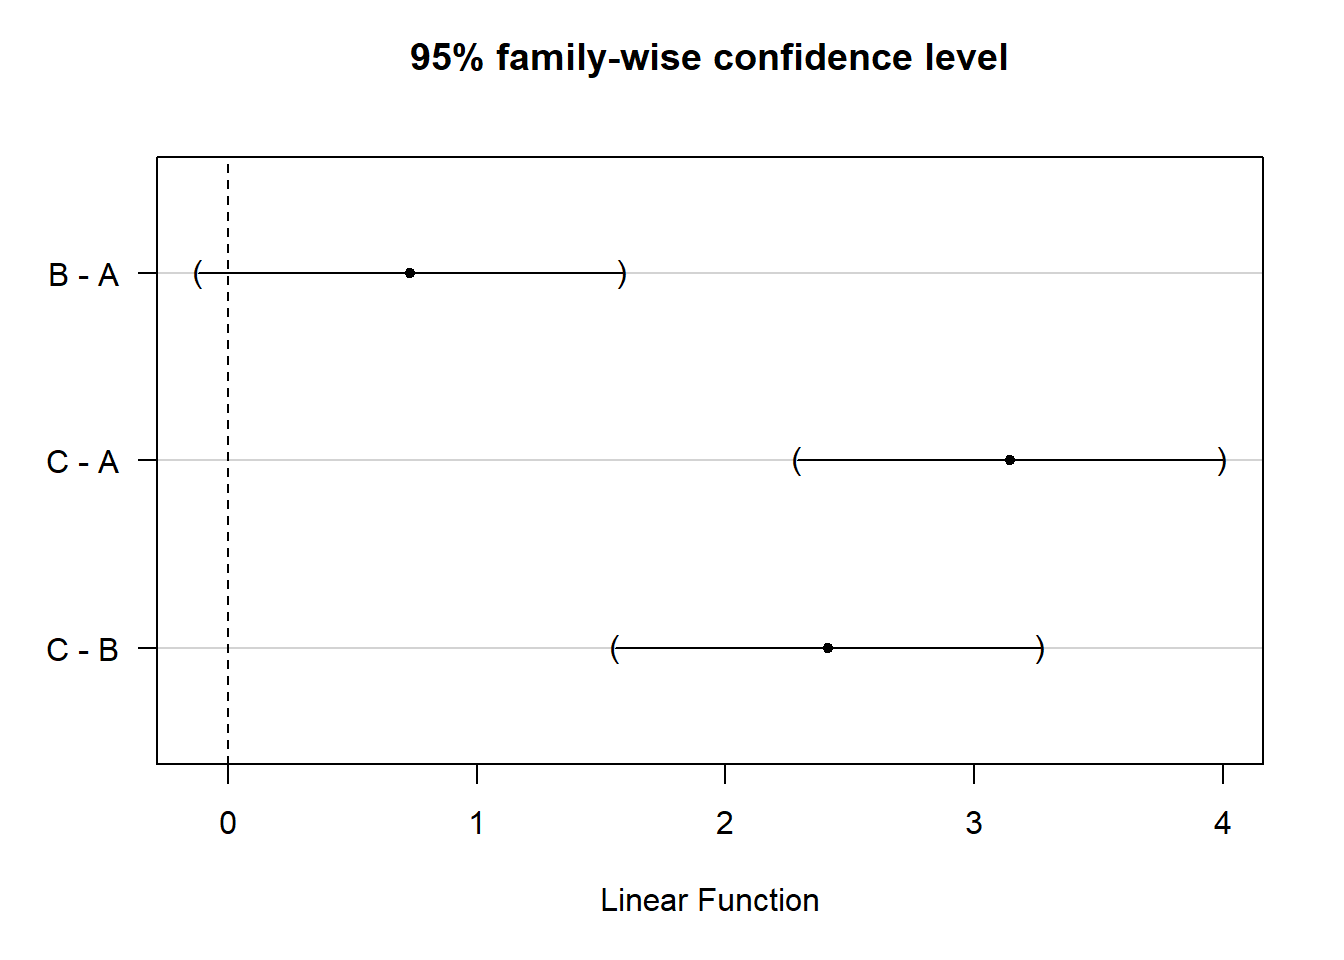 95% family-wise confidence level
B - A
C - A
C - B
0 1 2 3 4
Linear Function